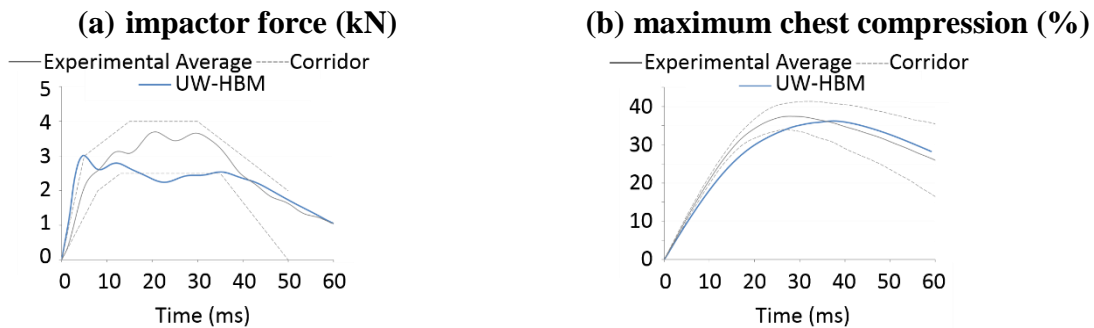 (a) impactor force (kN)
Experimental Average Corridor
UW-HBM
5
4
3
2
1
0
0 10 20 30 40 50 60
Time (ms)
(b) maximum chest compression (%)
Experimental Average Corridor
UW-HBM
40
30
20
10
0
0 10 20 30 40 50 60
Time (ms)